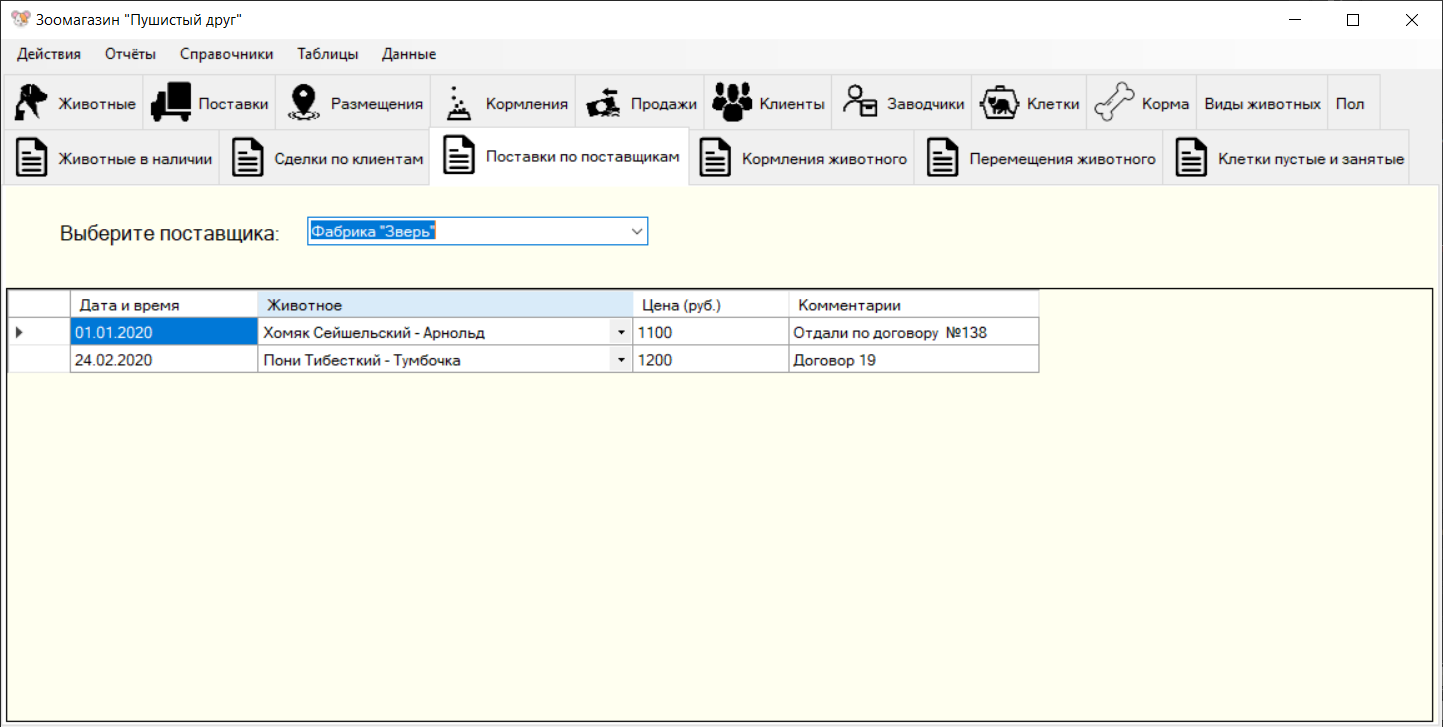 Зоомагазин "Пушистый друг"
Действия Отчёты Справочники Таблицы Данные
Животные Поставки Размещения Кормления Продажи Клиенты Заводчики Клетки Корма Виды животных Пол
Животные в наличии Сделки по клиентам Поставки по поставщикам Кормления животного Перемещения животного Клетки пустые и занятые
Выберите поставщика: Фабрика "Зверь"
Дата и время Животное Цена (руб.) Комментарии
01.01.2020 Хомяк Сейшельский - Арнольд 1100 Отдали по договору №138
24.02.2020 Пони Тибесткий - Тумбочка 1200 Договор 19